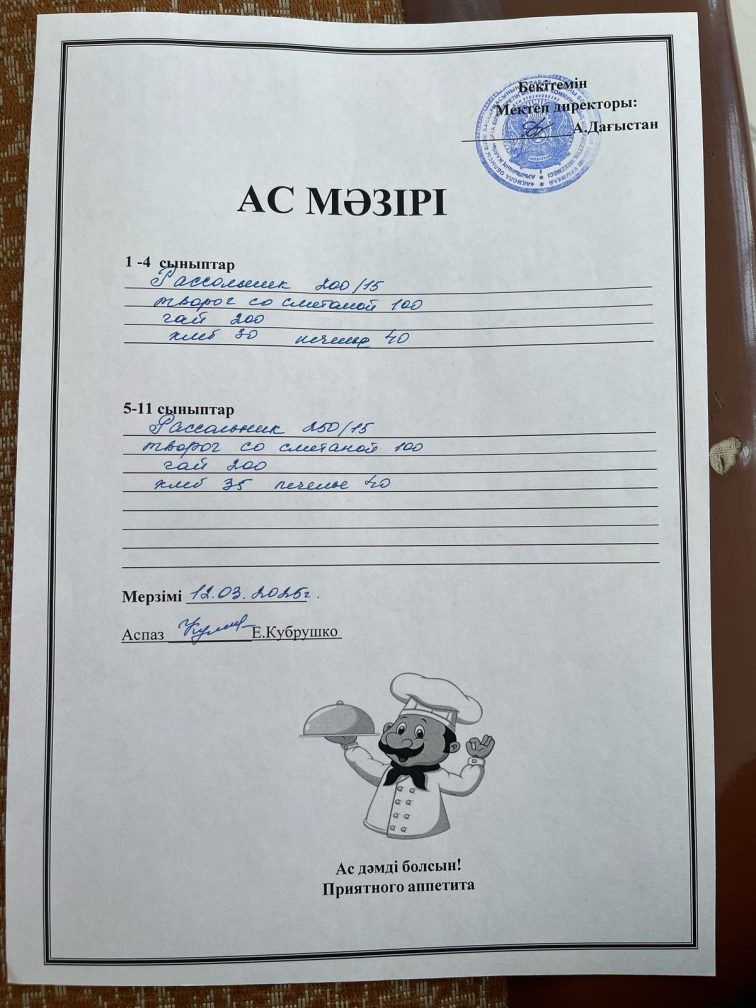 Бекітемін
Мектеп директоры:
А.Дағыстан
АС МӘЗІРІ
1 -4 сыныптар
Рассольник 200/15
творог со сметаной 100
чай 200
хлеб 30 печенье 40
5-11 сыныптар
Рассольник 250/15
творог со сметаной 100
чай 200
хлеб 35 печенье 40
Мерзімі 12.03.2026г.
Аспаз Е.Кубрушко
Ас дәмді болсын!
Приятного аппетита